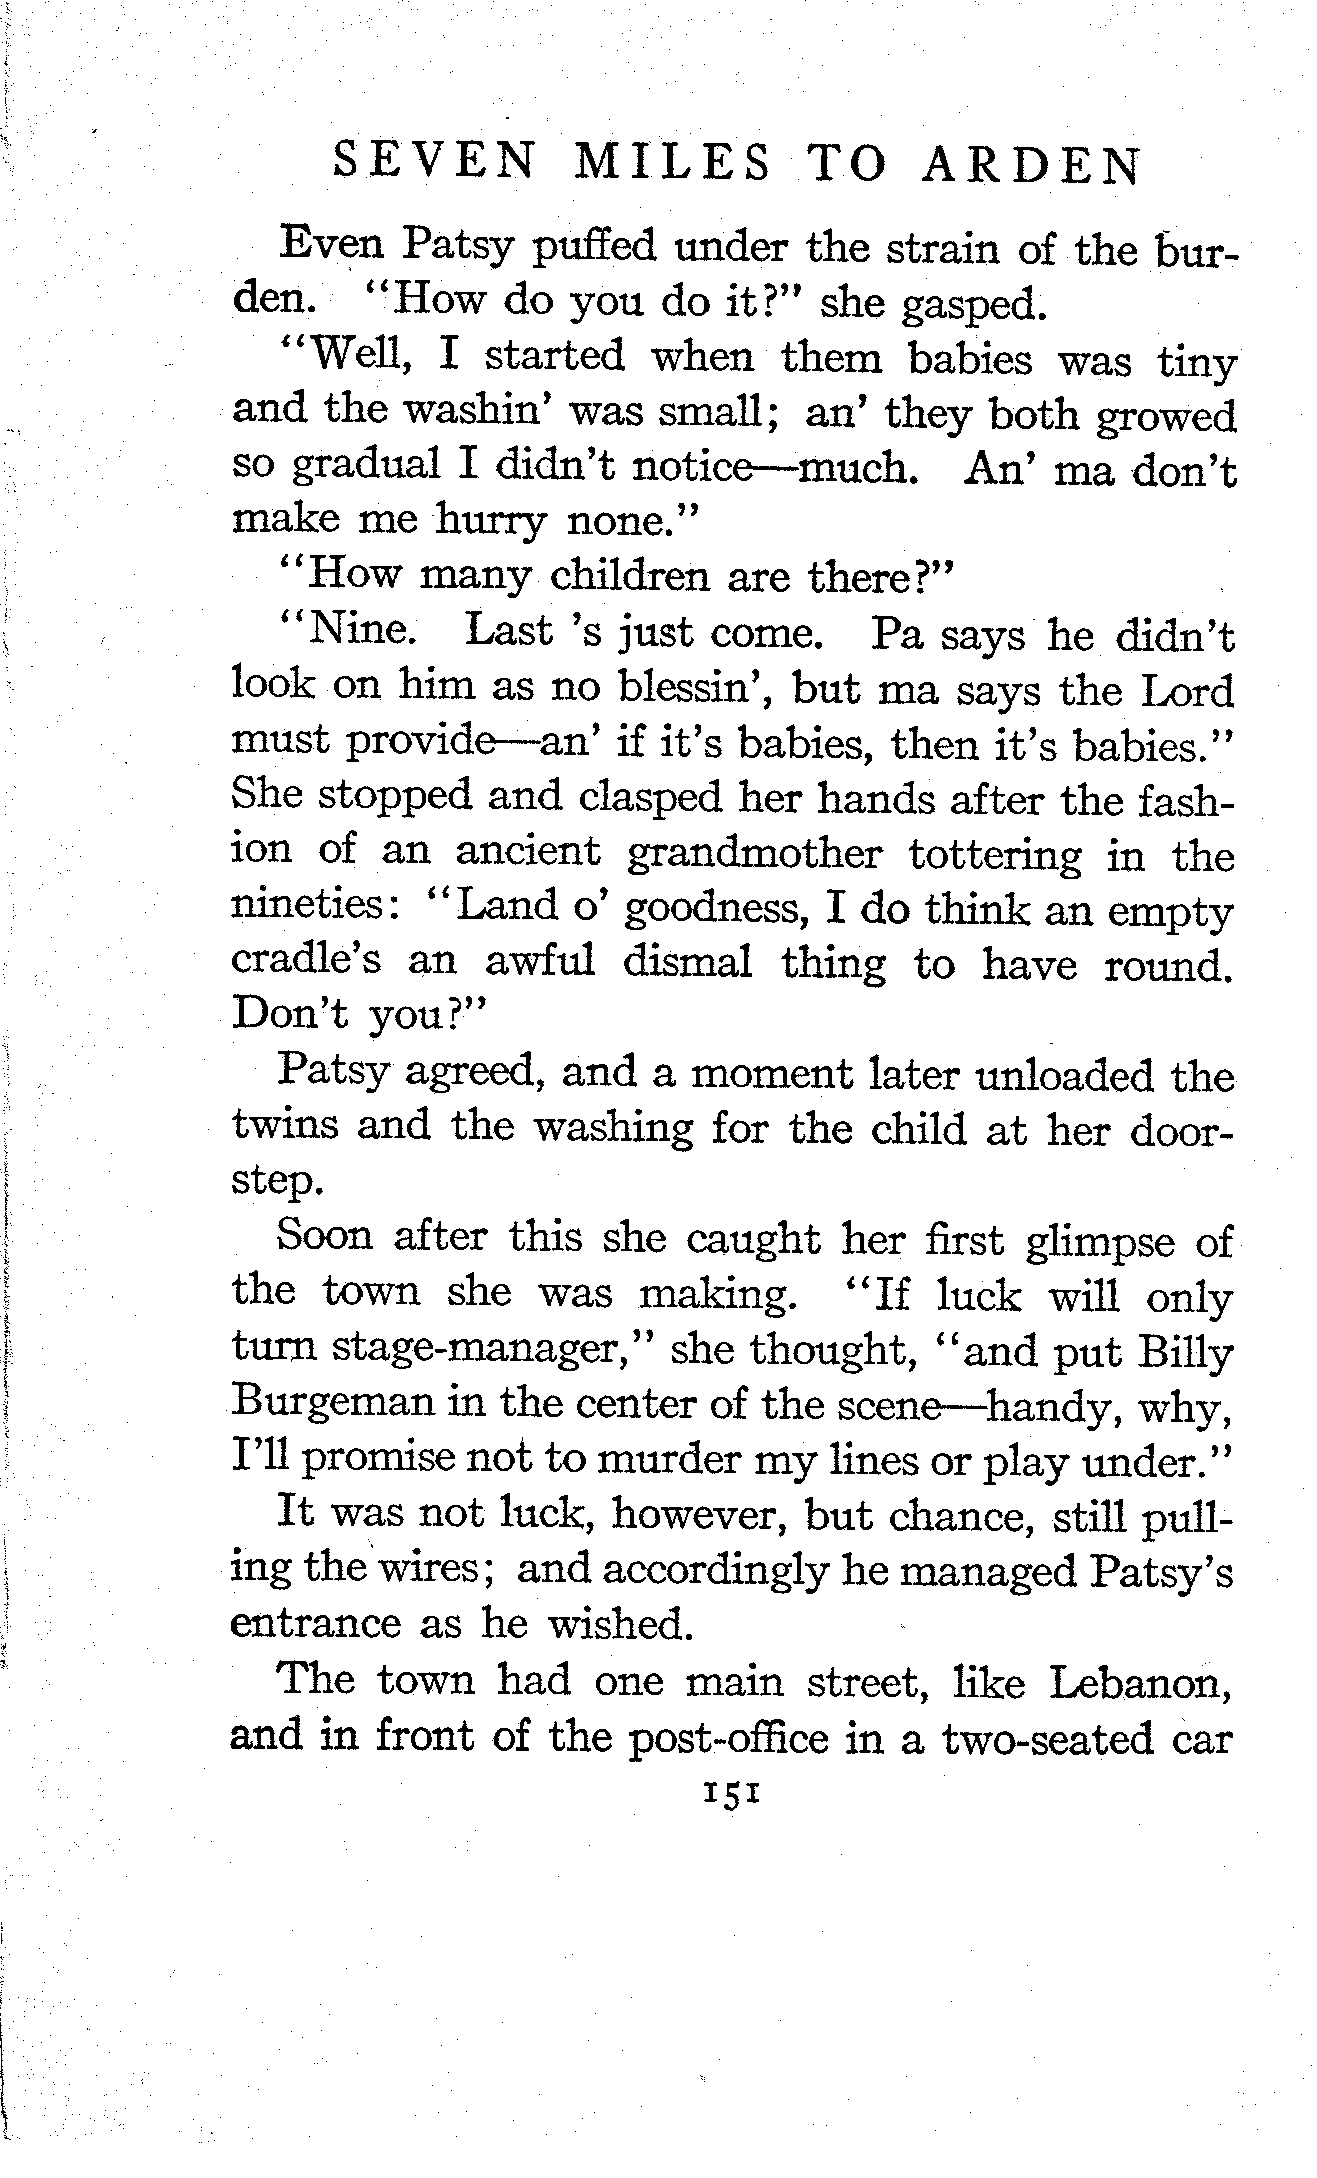 SEVEN MILES TO ARDEN
Even Patsy puffed under the strain of the bur-
den. "How do you do it?" she gasped.
"Well, I started when them babies was tiny
and the washin' was small; an' they both growed
so gradual I didn't notice—much. An' ma don't
make me hurry none."
"How many children are there?"
"Nine. Last 's just come. Pa says he didn't
look on him as no blessin', but ma says the Lord
must provide—an' if it's babies, then it's babies."
She stopped and clasped her hands after the fash-
ion of an ancient grandmother tottering in the
nineties: "Land o' goodness, I do think an empty
cradle's an awful dismal thing to have round.
Don't you?"
Patsy agreed, and a moment later unloaded the
twins and the washing for the child at her door-
step.
Soon after this she caught her first glimpse of
the town she was making. "If luck will only
turn stage-manager," she thought, "and put Billy
Burgeman in the center of the scene—handy, why,
I'll promise not to murder my lines or play under."
It was not luck, however, but chance, still pull-
ing the wires; and accordingly he managed Patsy's
entrance as he wished.
The town had one main street, like Lebanon,
and in front of the post-office in a two-seated car
151